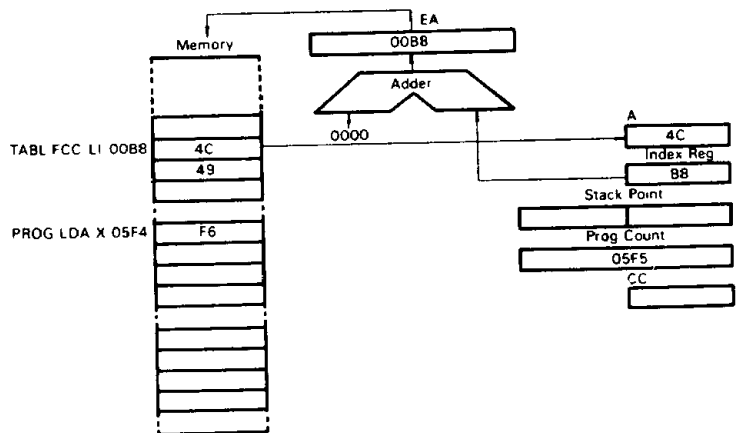 EA
00B8
Memory
Adder
0000
A
4C
TABL FCC LI 00B8
4C
49
Index Reg
B8
Stack Point
PROG LDA X 05F4
F6
Prog Count
05F5
CC